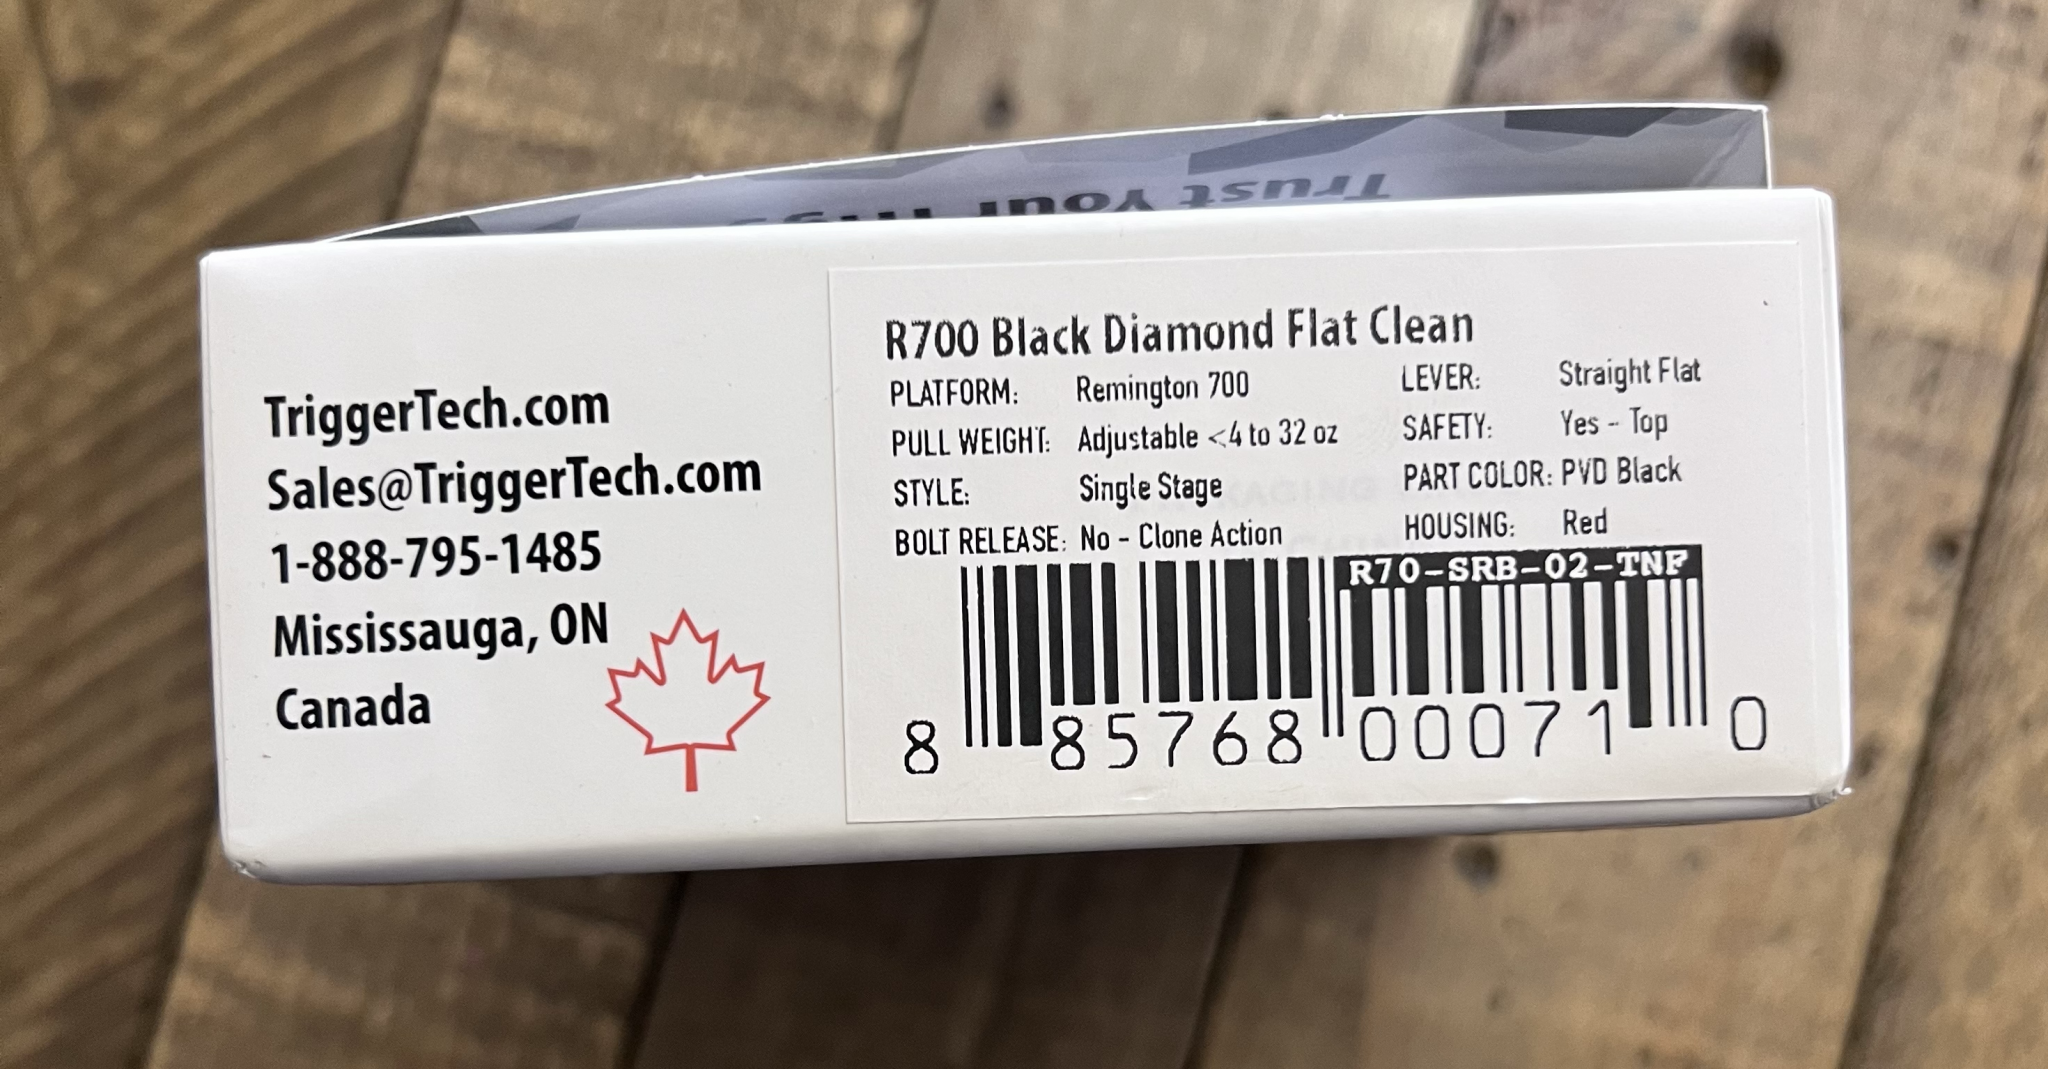 Trust Your
TriggerTech.com
Sales@TriggerTech.com
1-888-795-1485
Mississauga, ON
Canada
R700 Black Diamond Flat Clean
PLATFORM: Remington 700 LEVER: Straight Flat
PULL WEIGHT: Adjustable <4 to 32 oz SAFETY: Yes - Top
STYLE: Single Stage PART COLOR: PVD Black
BOLT RELEASE: No - Clone Action HOUSING: Red
R70-SRB-02-TNF
8 85768 00071 0